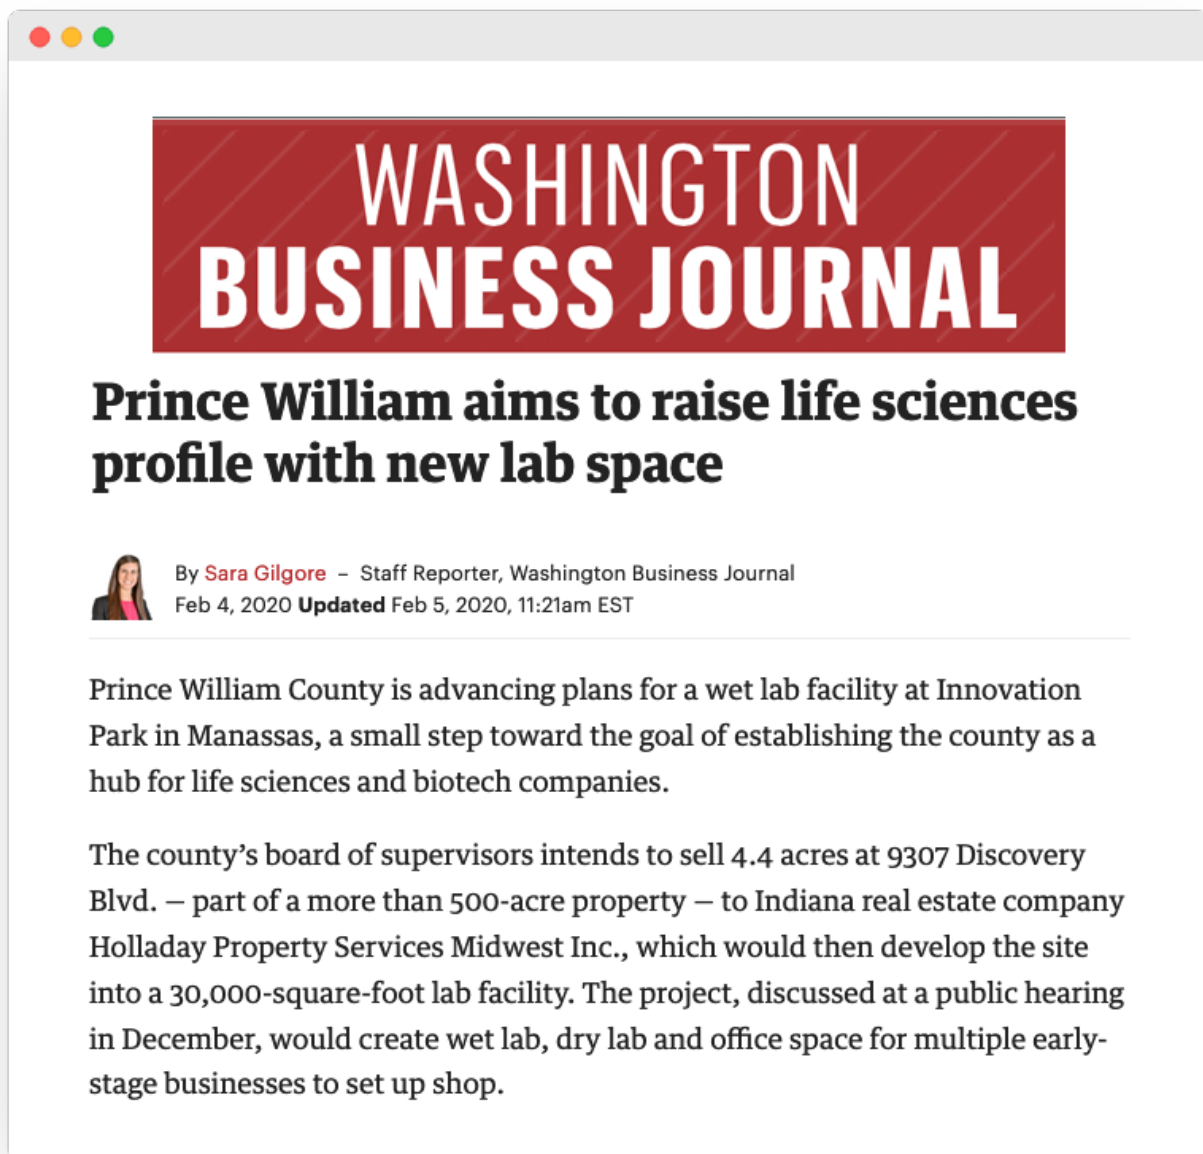 WASHINGTON
BUSINESS JOURNAL
Prince William aims to raise life sciences
profile with new lab space
By Sara Gilgore – Staff Reporter, Washington Business Journal
Feb 4, 2020 Updated Feb 5, 2020, 11:21am EST
Prince William County is advancing plans for a wet lab facility at Innovation
Park in Manassas, a small step toward the goal of establishing the county as a
hub for life sciences and biotech companies.
The county’s board of supervisors intends to sell 4.4 acres at 9307 Discovery
Blvd. — part of a more than 500-acre property — to Indiana real estate company
Holladay Property Services Midwest Inc., which would then develop the site
into a 30,000-square-foot lab facility. The project, discussed at a public hearing
in December, would create wet lab, dry lab and office space for multiple early-
stage businesses to set up shop.